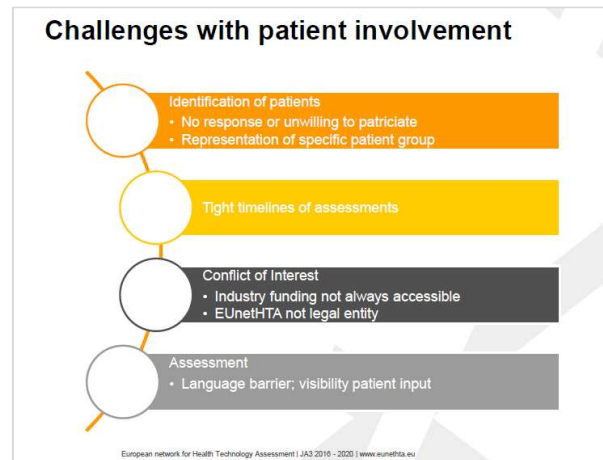 Challenges with patient involvement
Identification of patients
• No response or unwilling to patriciate
• Representation of specific patient group
Tight timelines of assessments
Conflict of Interest
• Industry funding not always accessible
• EUnetHTA not legal entity
Assessment
• Language barrier; visibility patient input
European network for Health Technology Assessment | JA3 2016 - 2020 | www.eunethta.eu